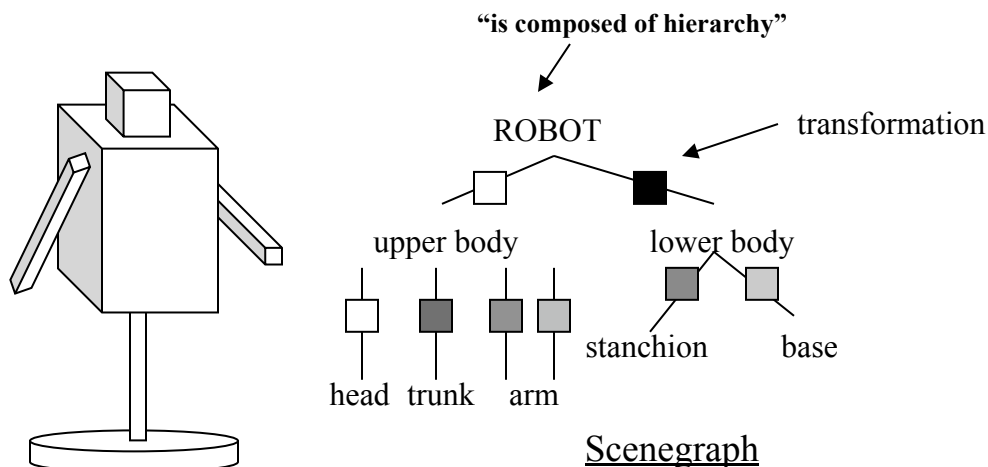 “is composed of hierarchy”
ROBOT
transformation
upper body
lower body
stanchion
base
head
trunk
arm
Scenegraph